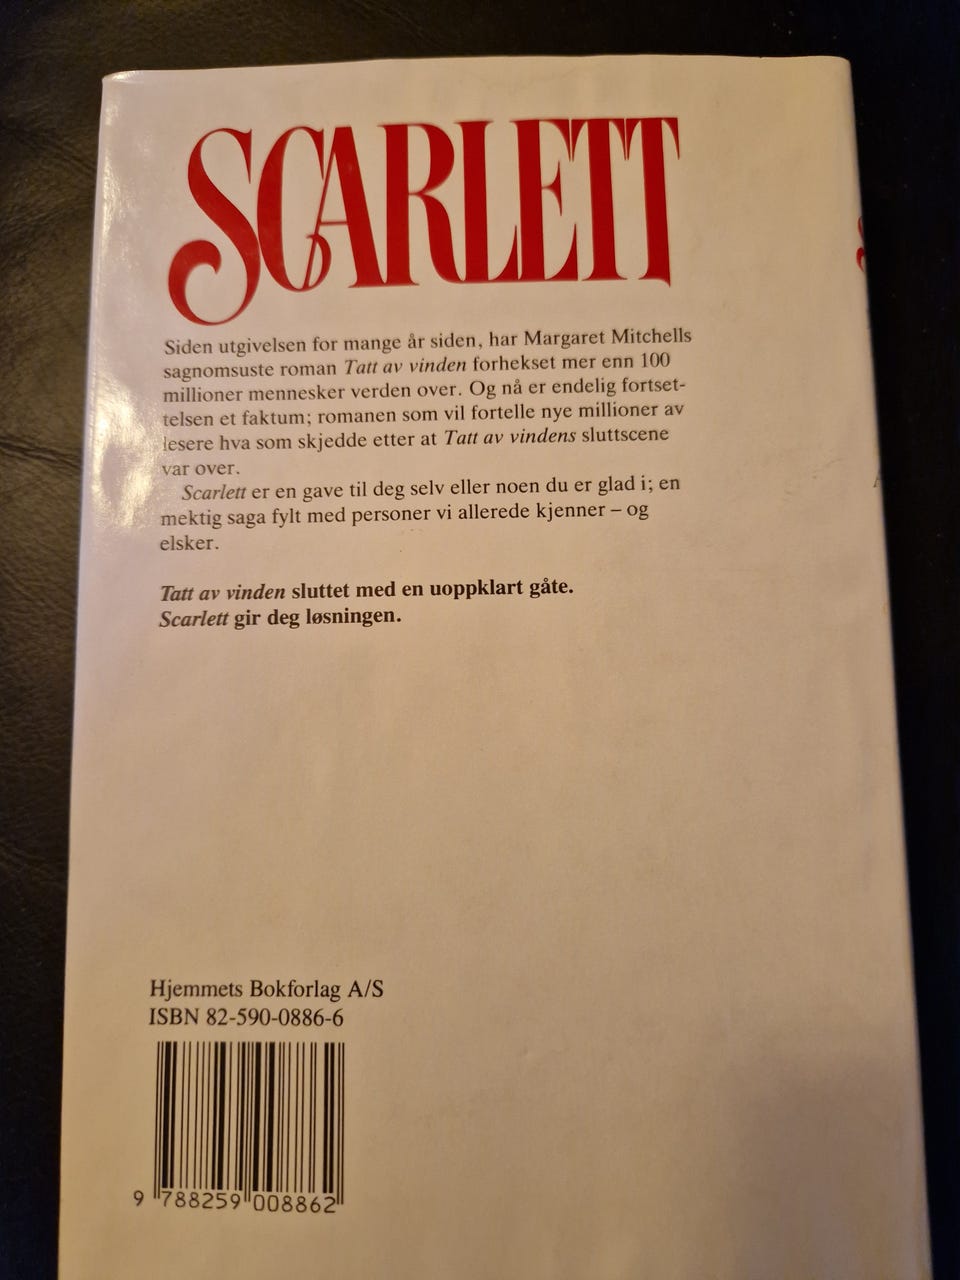 SCARLETT
Siden utgivelsen for mange år siden, har Margaret Mitchells
sagnomsuste roman Tatt av vinden forhekset mer enn 100
millioner mennesker verden over. Og nå er endelig fortset-
telsen et faktum; romanen som vil fortelle nye millioner av
lesere hva som skjedde etter at Tatt av vindens sluttscene
var over.
Scarlett er en gave til deg selv eller noen du er glad i; en
mektig saga fylt med personer vi allerede kjenner – og
elsker.
Tatt av vinden sluttet med en uoppklart gåte.
Scarlett gir deg løsningen.
Hjemmets Bokforlag A/S
ISBN 82-590-0886-6
9 788259 008862